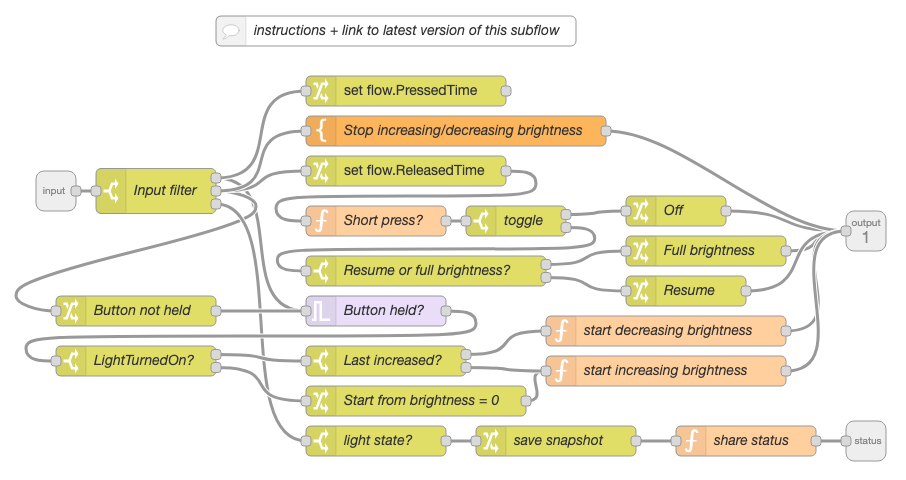 instructions + link to latest version of this subflow
set flow.PressedTime
Stop increasing/decreasing brightness
input
Input filter
set flow.ReleasedTime
Short press?
toggle
Off
output
1
Resume or full brightness?
Full brightness
Resume
Button not held
Button held?
start decreasing brightness
LightTurnedOn?
Last increased?
start increasing brightness
Start from brightness = 0
light state?
save snapshot
share status
status